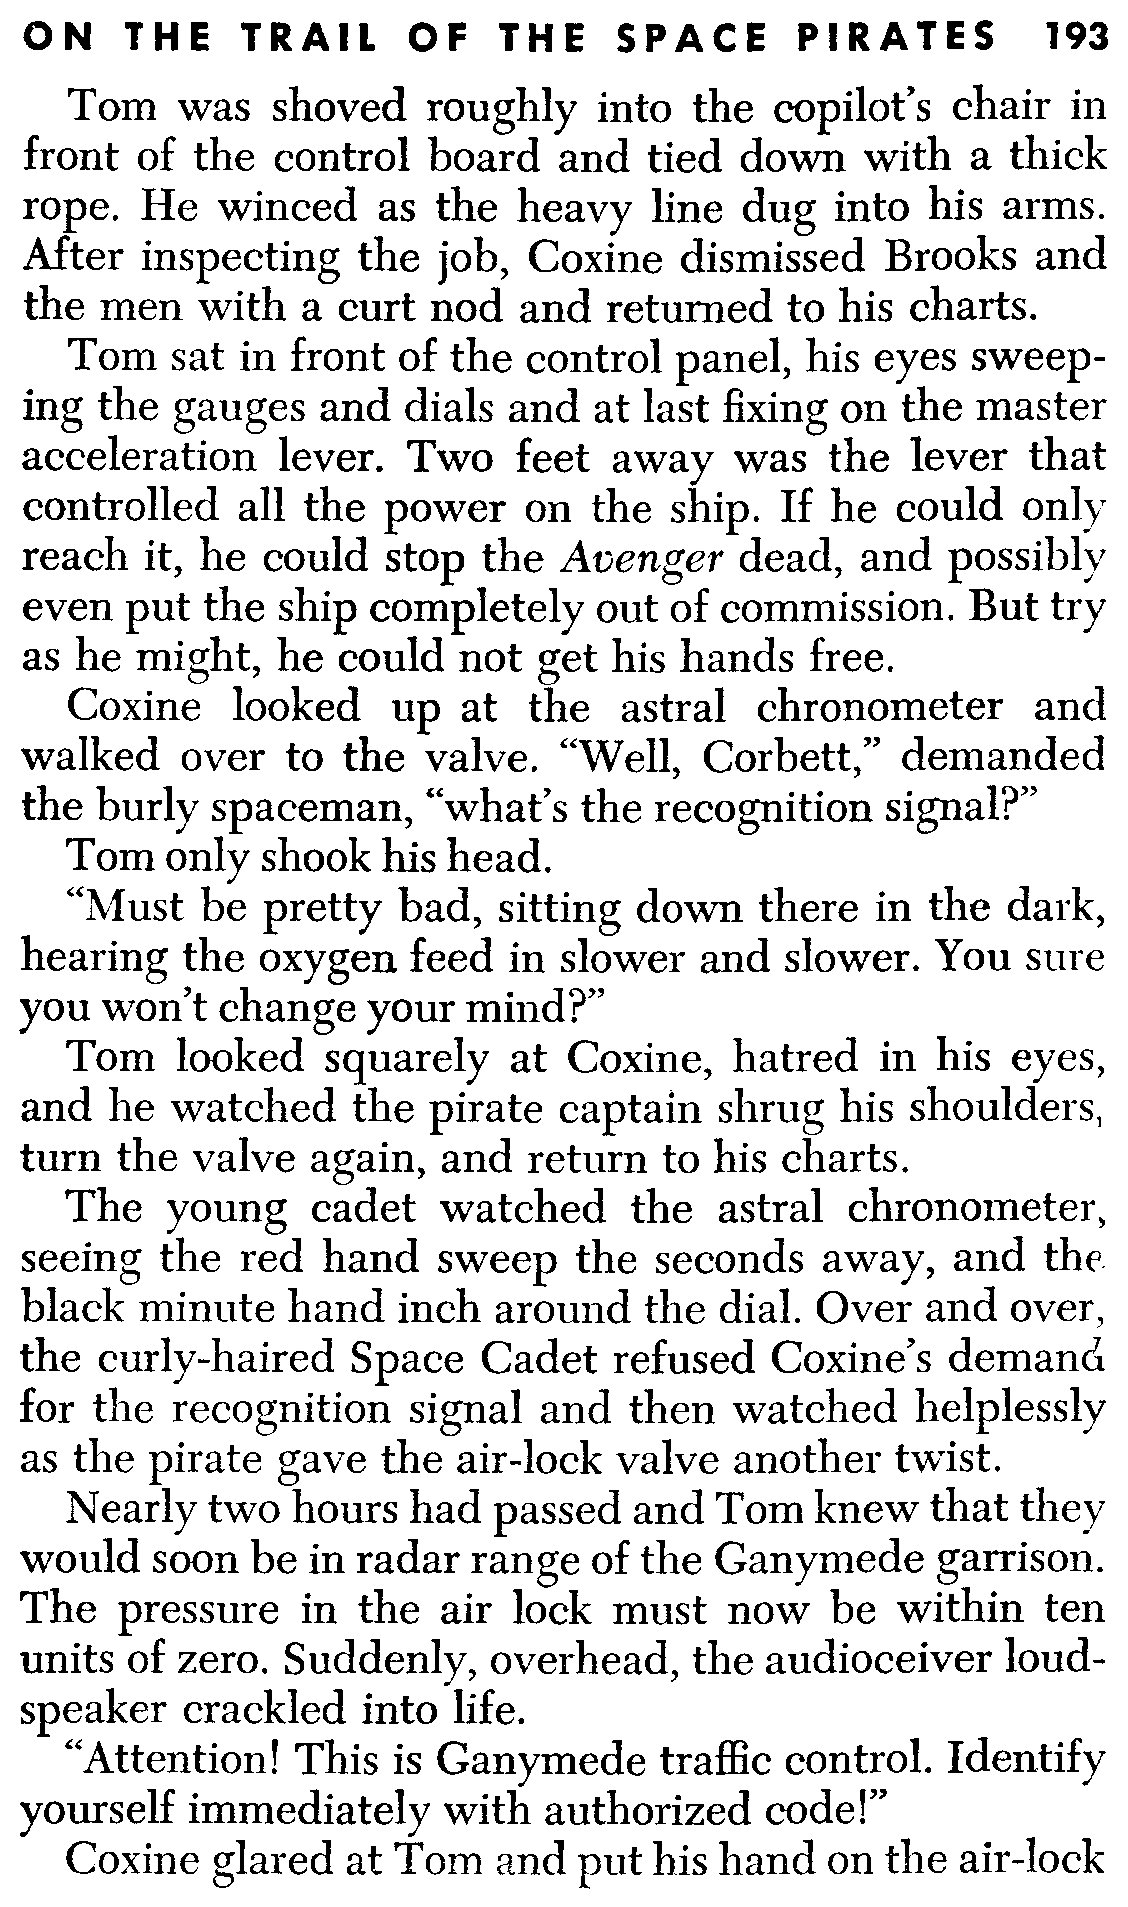 ON THE TRAIL OF THE SPACE PIRATES 193
Tom was shoved roughly into the copilot's chair in
front of the control board and tied down with a thick
rope. He winced as the heavy line dug into his arms.
After inspecting the job, Coxine dismissed Brooks and
the men with a curt nod and returned to his charts.
Tom sat in front of the control panel, his eyes sweep-
ing the gauges and dials and at last fixing on the master
acceleration lever. Two feet away was the lever that
controlled all the power on the ship. If he could only
reach it, he could stop the Avenger dead, and possibly
even put the ship completely out of commission. But try
as he might, he could not get his hands free.
Coxine looked up at the astral chronometer and
walked over to the valve. “Well, Corbett,” demanded
the burly spaceman, “what's the recognition signal?”
Tom only shook his head.
“Must be pretty bad, sitting down there in the dark,
hearing the oxygen feed in slower and slower. You sure
you won't change your mind?”
Tom looked squarely at Coxine, hatred in his eyes,
and he watched the pirate captain shrug his shoulders,
turn the valve again, and return to his charts.
The young cadet watched the astral chronometer,
seeing the red hand sweep the seconds away, and the
black minute hand inch around the dial. Over and over,
the curly-haired Space Cadet refused Coxine's demand
for the recognition signal and then watched helplessly
as the pirate gave the air-lock valve another twist.
Nearly two hours had passed and Tom knew that they
would soon be in radar range of the Ganymede garrison.
The pressure in the air lock must now be within ten
units of zero. Suddenly, overhead, the audioceiver loud-
speaker crackled into life.
“Attention! This is Ganymede traffic control. Identify
yourself immediately with authorized code!”
Coxine glared at Tom and put his hand on the air-lock